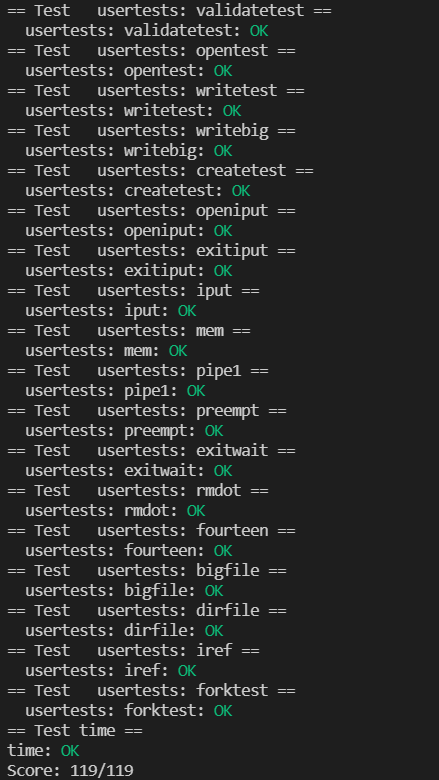 == Test   usertests: validatetest ==
  usertests: validatetest: OK
== Test   usertests: opentest ==
  usertests: opentest: OK
== Test   usertests: writetest ==
  usertests: writetest: OK
== Test   usertests: writebig ==
  usertests: writebig: OK
== Test   usertests: createtest ==
  usertests: createtest: OK
== Test   usertests: openiput ==
  usertests: openiput: OK
== Test   usertests: exitiput ==
  usertests: exitiput: OK
== Test   usertests: iput ==
  usertests: iput: OK
== Test   usertests: mem ==
  usertests: mem: OK
== Test   usertests: pipe1 ==
  usertests: pipe1: OK
== Test   usertests: preempt ==
  usertests: preempt: OK
== Test   usertests: exitwait ==
  usertests: exitwait: OK
== Test   usertests: rmdot ==
  usertests: rmdot: OK
== Test   usertests: fourteen ==
  usertests: fourteen: OK
== Test   usertests: bigfile ==
  usertests: bigfile: OK
== Test   usertests: dirfile ==
  usertests: dirfile: OK
== Test   usertests: iref ==
  usertests: iref: OK
== Test   usertests: forktest ==
  usertests: forktest: OK
== Test time ==
time: OK
Score: 119/119